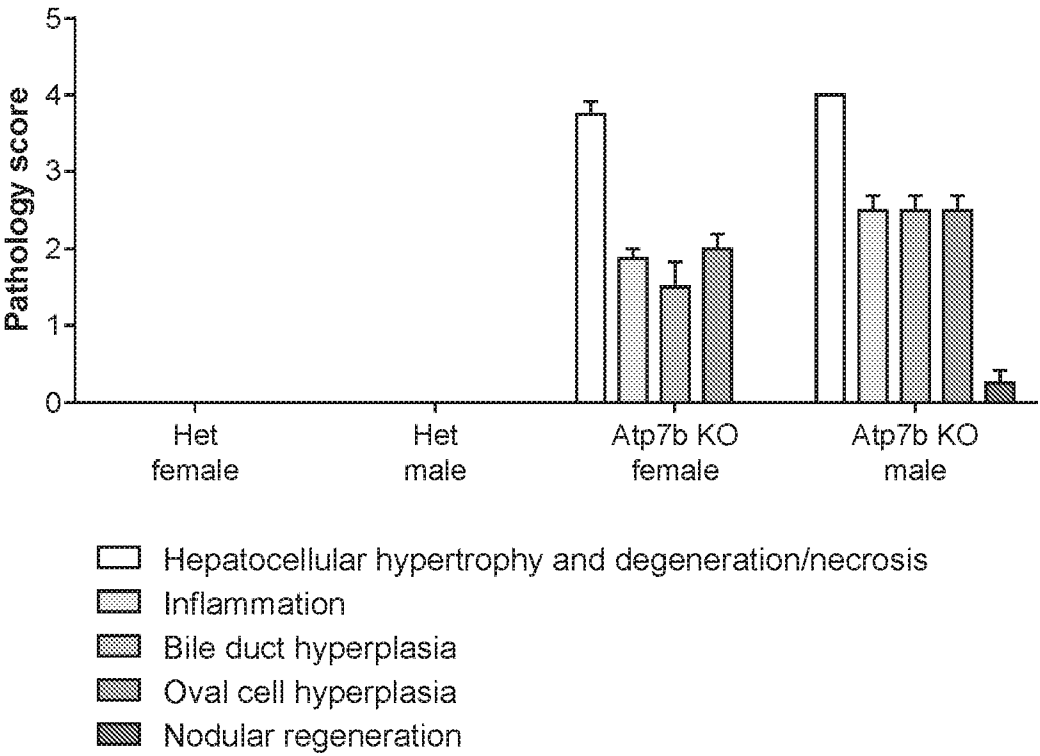 Pathology score
5
4
3
2
1
0
Het
female
Het
male
Atp7b KO
female
Atp7b KO
male
Hepatocellular hypertrophy and degeneration/necrosis
Inflammation
Bile duct hyperplasia
Oval cell hyperplasia
Nodular regeneration